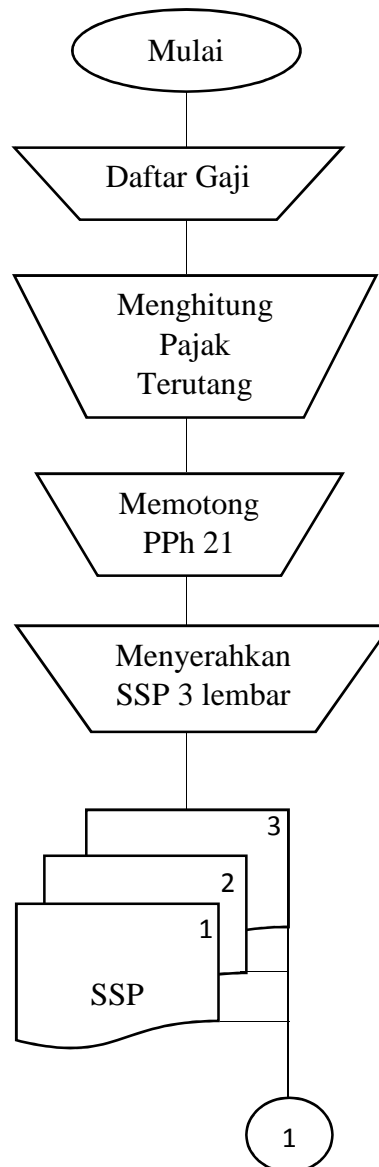 Mulai
Daftar Gaji
Menghitung
Pajak
Terutang
Memotong
PPh 21
Menyerahkan
SSP 3 lembar
3
2
1
SSP
1